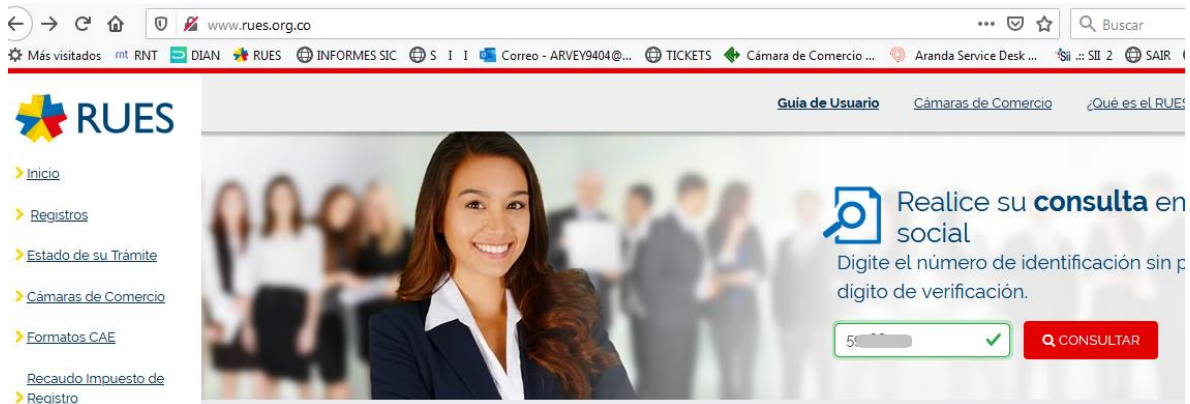 www.rues.org.co
Buscar
Más visitados
mt RNT
DIAN
RUES
INFORMES SIC
S I I
Correo - ARVEY9404@...
TICKETS
Cámara de Comercio ...
Aranda Service Desk ...
Sii .:: SII 2
SAIR
RUES
Guía de Usuario
Cámaras de Comercio
¿Qué es el RUES
Inicio
Registros
Estado de su Trámite
Cámaras de Comercio
Formatos CAE
Recaudo Impuesto de
Registro
Realice su consulta en
social
Digite el número de identificación sin p
dígito de verificación.
CONSULTAR